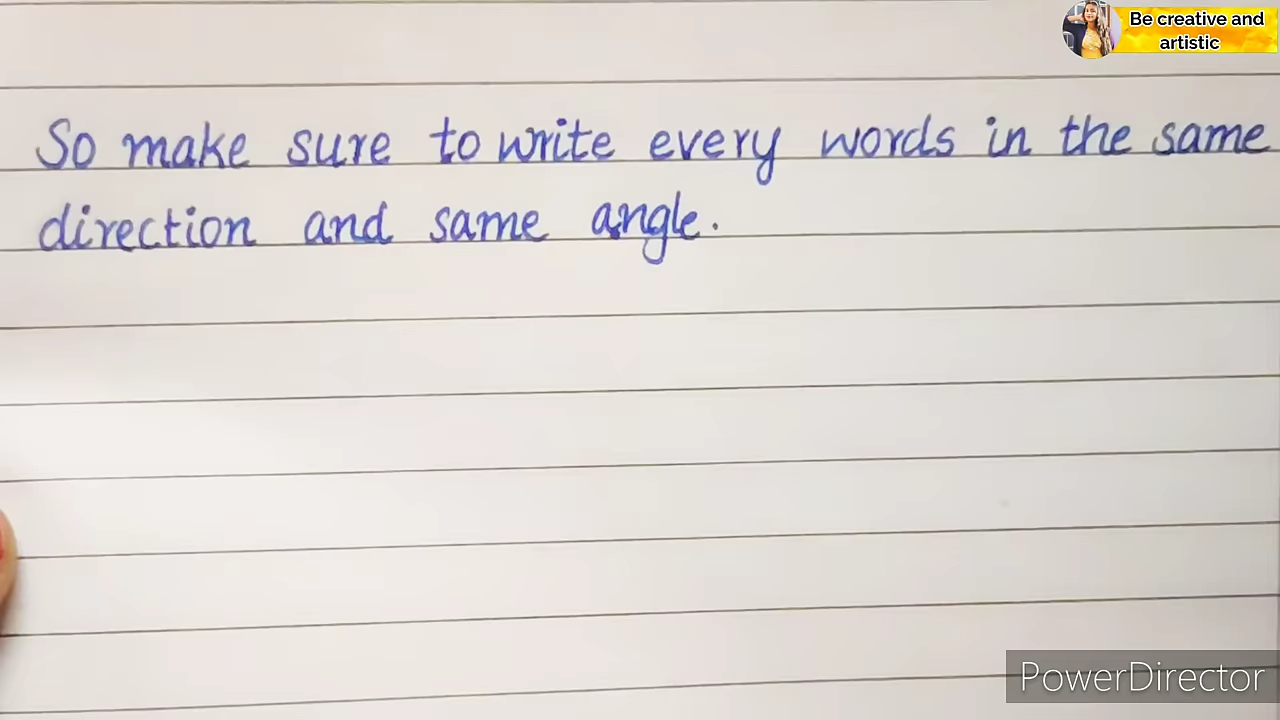 Be creative and
artistic
So make sure to write every words in the same
direction and same angle.
PowerDirector